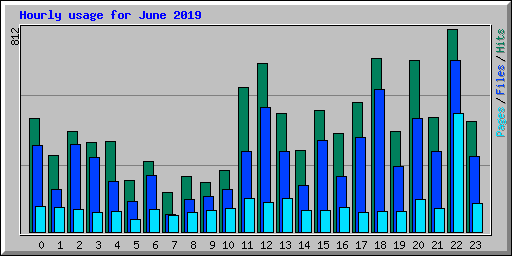 Hourly usage for June 2019
812
Pages/Files/Hits
0 1 2 3 4 5 6 7 8 9 10 11 12 13 14 15 16 17 18 19 20 21 22 23